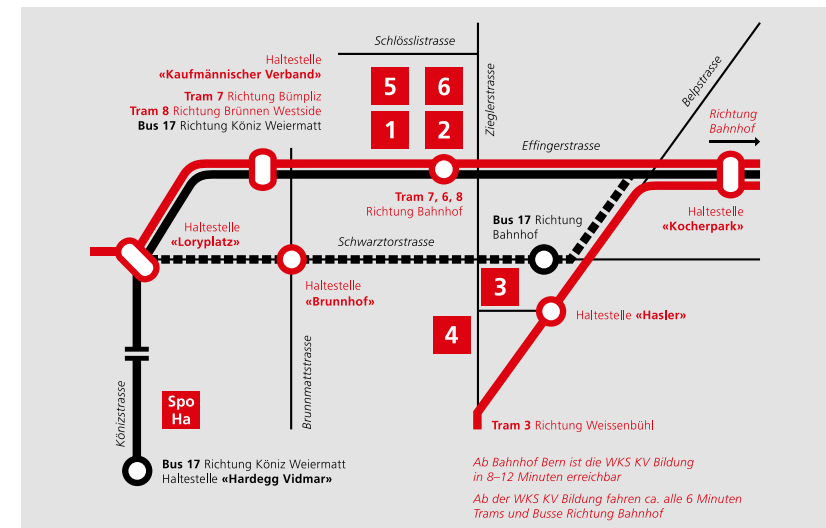 Schlösslistrasse
Haltestelle
«Kaufmännischer Verband»
Tram 7 Richtung Bümpliz
Tram 8 Richtung Brünnen Westside
Bus 17 Richtung Köniz Weiermatt
5
6
1
2
Zieglerstrasse
Belpstrasse
Richtung
Bahnhof
Effingerstrasse
Tram 7, 6, 8
Richtung Bahnhof
Bus 17 Richtung
Bahnhof
Haltestelle
«Kocherpark»
Haltestelle
«Loryplatz»
Schwarztorstrasse
Haltestelle
«Brunnhof»
3
4
Haltestelle «Hasler»
Brunnmattstrasse
Könizstrasse
Spo
Ha
Tram 3 Richtung Weissenbühl
Bus 17 Richtung Köniz Weiermatt
Haltestelle «Hardegg Vidmar»
Ab Bahnhof Bern ist die WKS KV Bildung
in 8–12 Minuten erreichbar
Ab der WKS KV Bildung fahren ca. alle 6 Minuten
Trams und Busse Richtung Bahnhof